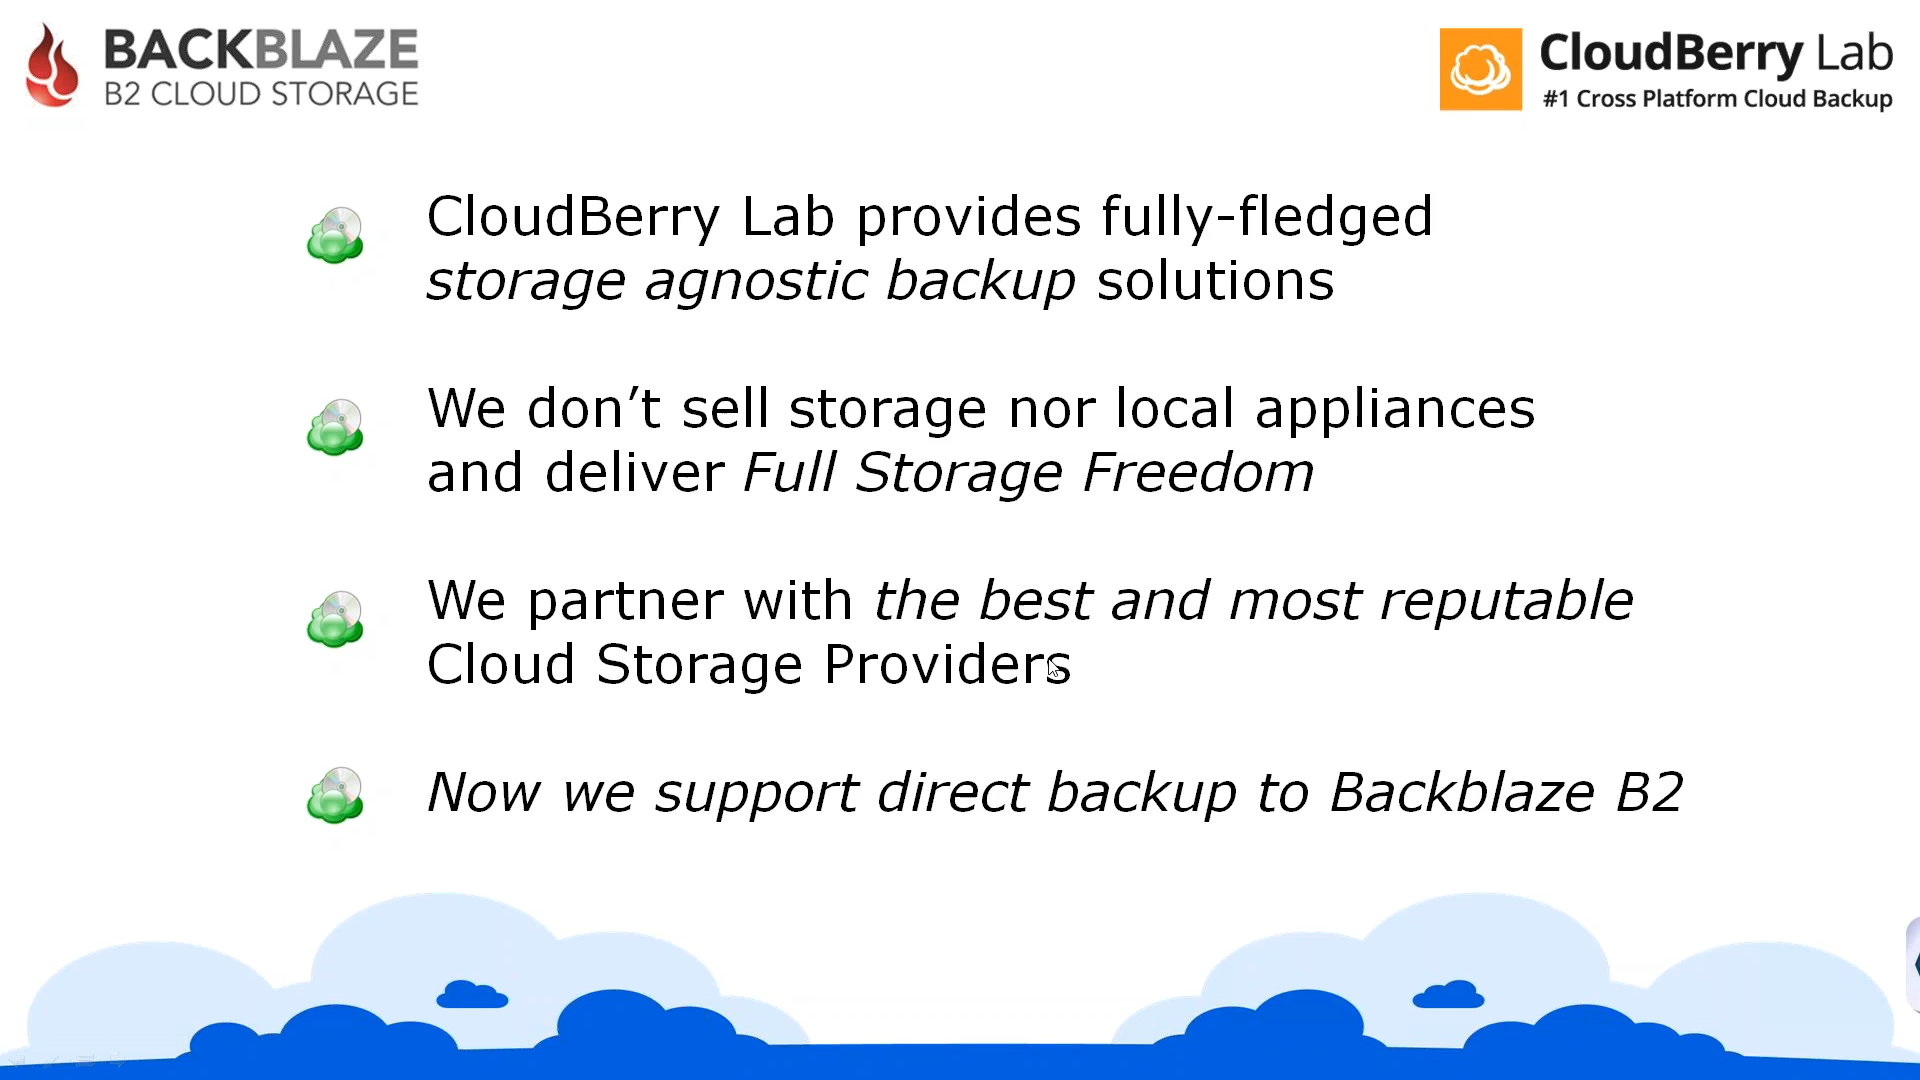 BACKBLAZE
B2 CLOUD STORAGE
CloudBerry Lab
#1 Cross Platform Cloud Backup
CloudBerry Lab provides fully-fledged
storage agnostic backup solutions
We don’t sell storage nor local appliances
and deliver Full Storage Freedom
We partner with the best and most reputable
Cloud Storage Providers
Now we support direct backup to Backblaze B2